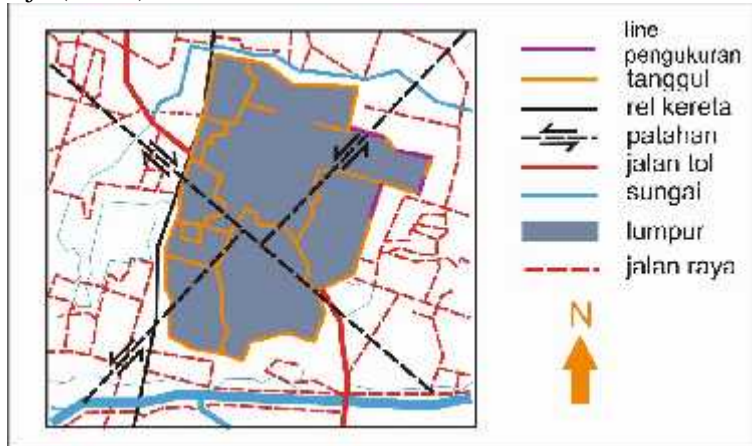 line
pengukuran
tanggul
rel kereta
patahan
jalan tol
sungai
lumpur
jalan raya
N